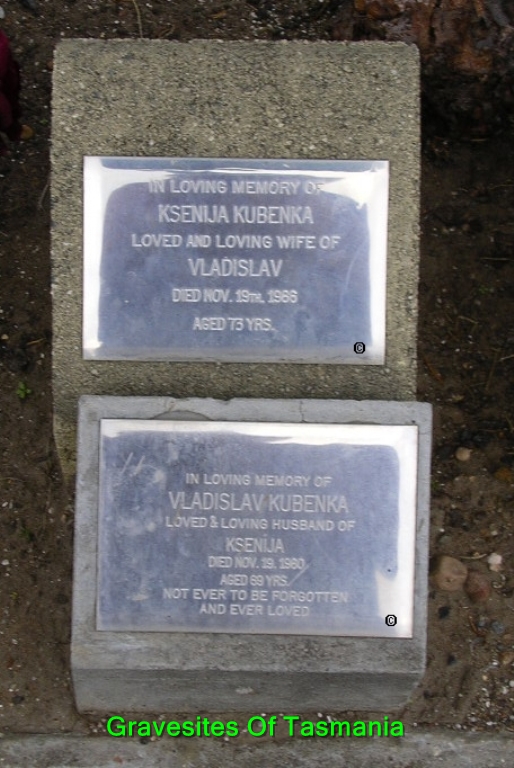 IN LOVING MEMORY OF
KSENIJA KUBENKA
LOVED AND LOVING WIFE OF
VLADISLAV
DIED NOV. 19TH. 1986
AGED 73 YRS.
©
IN LOVING MEMORY OF
VLADISLAV KUBENKA
LOVED & LOVING HUSBAND OF
KSENIJA
DIED NOV. 19. 1980
AGED 69 YRS.
NOT EVER TO BE FORGOTTEN
AND EVER LOVED
©
Gravesites Of Tasmania